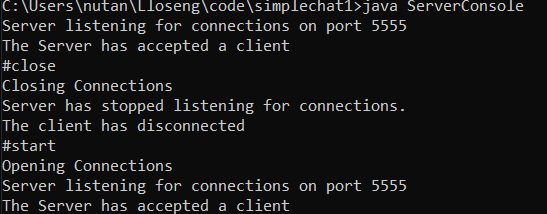 C:\Users\nutan\Lloseng\code\simplechat1>java ServerConsole
Server listening for connections on port 5555
The Server has accepted a client
#close
Closing Connections
Server has stopped listening for connections.
The client has disconnected
#start
Opening Connections
Server listening for connections on port 5555
The Server has accepted a client